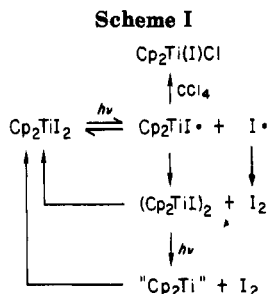 Scheme I
Cp₂Ti(I)Cl
CCl₄
hν
Cp₂TiI₂ ⇌ Cp₂TiI• + I•
(Cp₂TiI)₂ + I₂
hν
"Cp₂Ti" + I₂